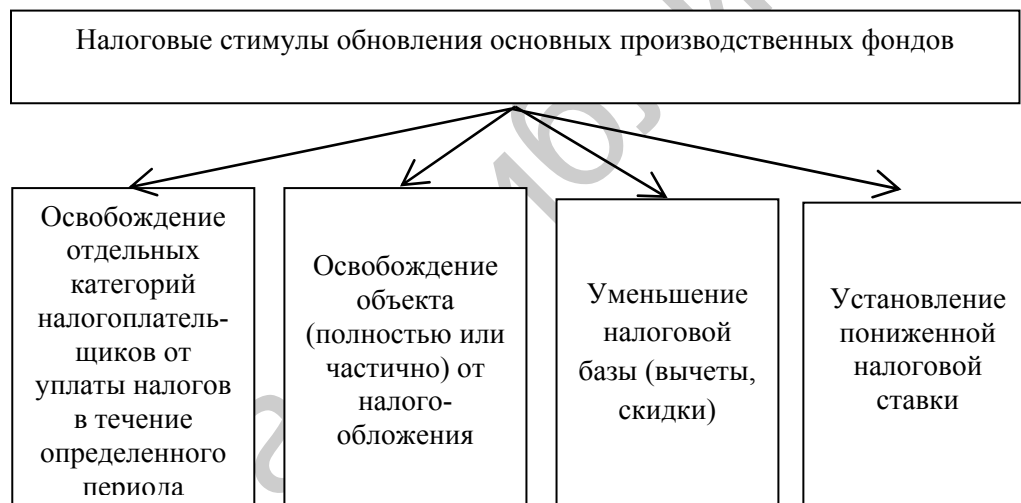 Налоговые стимулы обновления основных производственных фондов
Освобождение
отдельных
категорий
налогоплатель-
щиков от
уплаты налогов
в течение
определенного
периода
Освобождение
объекта
(полностью или
частично) от
налого-
обложения
Уменьшение
налоговой
базы (вычеты,
скидки)
Установление
пониженной
налоговой
ставки